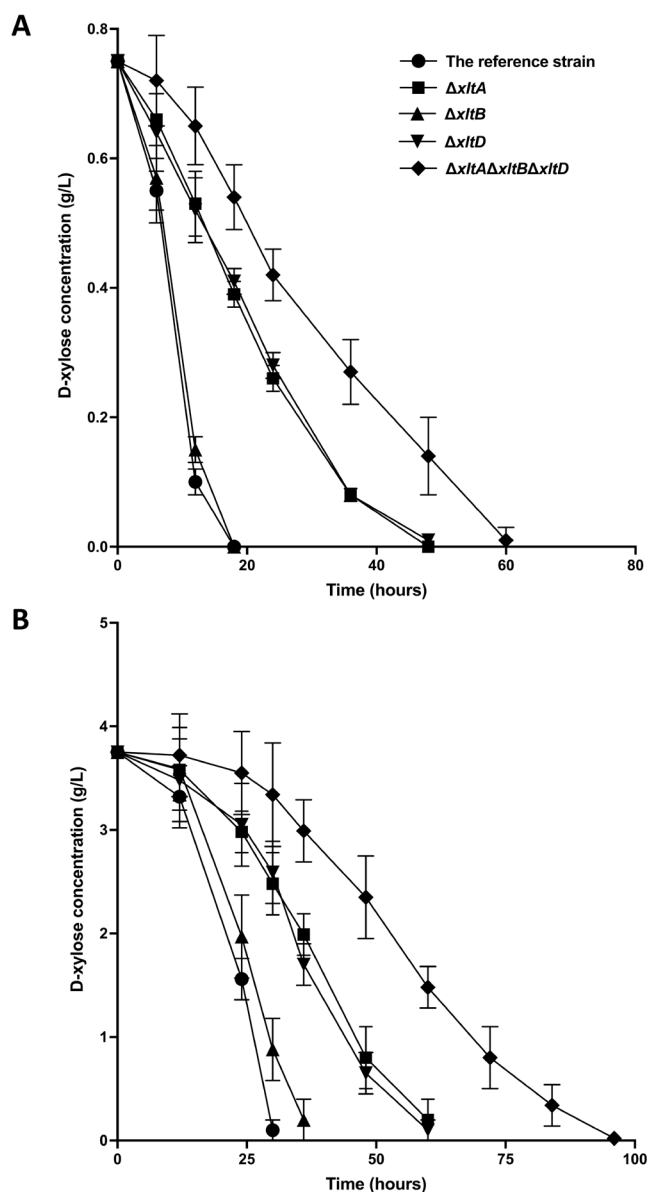 A
0.8
0.6
0.4
0.2
0.0
D-xylose concentration (g/L)
The reference strain
ΔxltA
ΔxltB
ΔxltD
ΔxltAΔxltBΔxltD
0 20 40 60 80
Time (hours)
B
5
4
3
2
1
0
D-xylose concentration (g/L)
0 25 50 75 100
Time (hours)